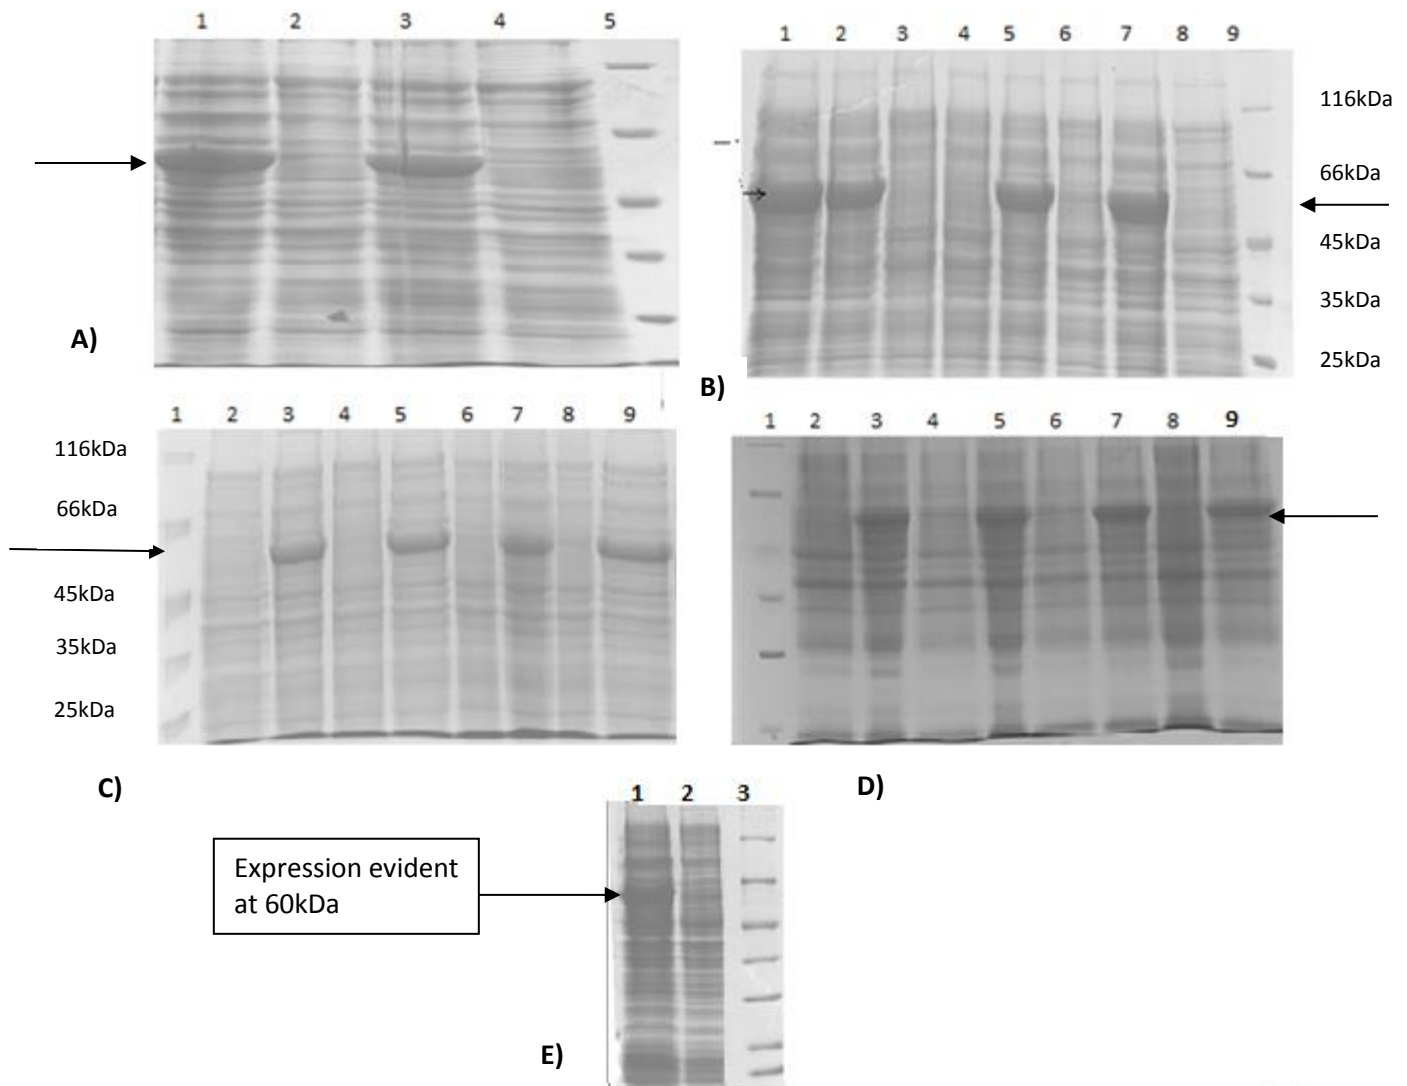 1 2 3 4 5
A)
1 2 3 4 5 6 7 8 9
116kDa
66kDa
45kDa
35kDa
25kDa
B)
1 2 3 4 5 6 7 8 9
116kDa
66kDa
45kDa
35kDa
25kDa
C)
1 2 3 4 5 6 7 8 9
D)
1 2 3
Expression evident
at 60kDa
E)